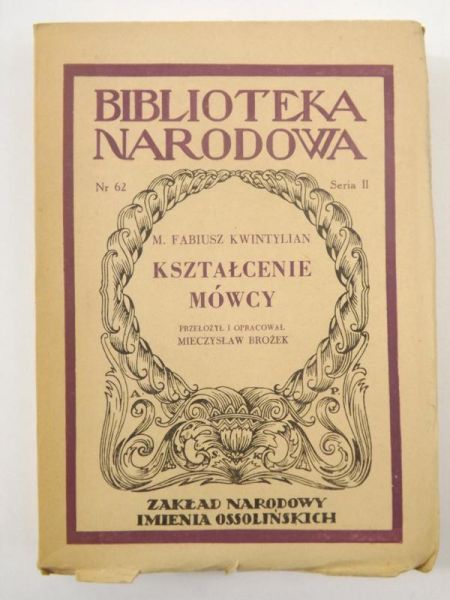 BIBLIOTEKA
NARODOWA
Nr 62 Seria II
M. FABIUSZ KWINTYLIAN
KSZTAŁCENIE
MÓWCY
PRZEŁOŻYŁ I OPRACOWAŁ
MIECZYSŁAW BROŻEK
A P
S K
ZAKŁAD NARODOWY
IMIENIA OSSOLIŃSKICH